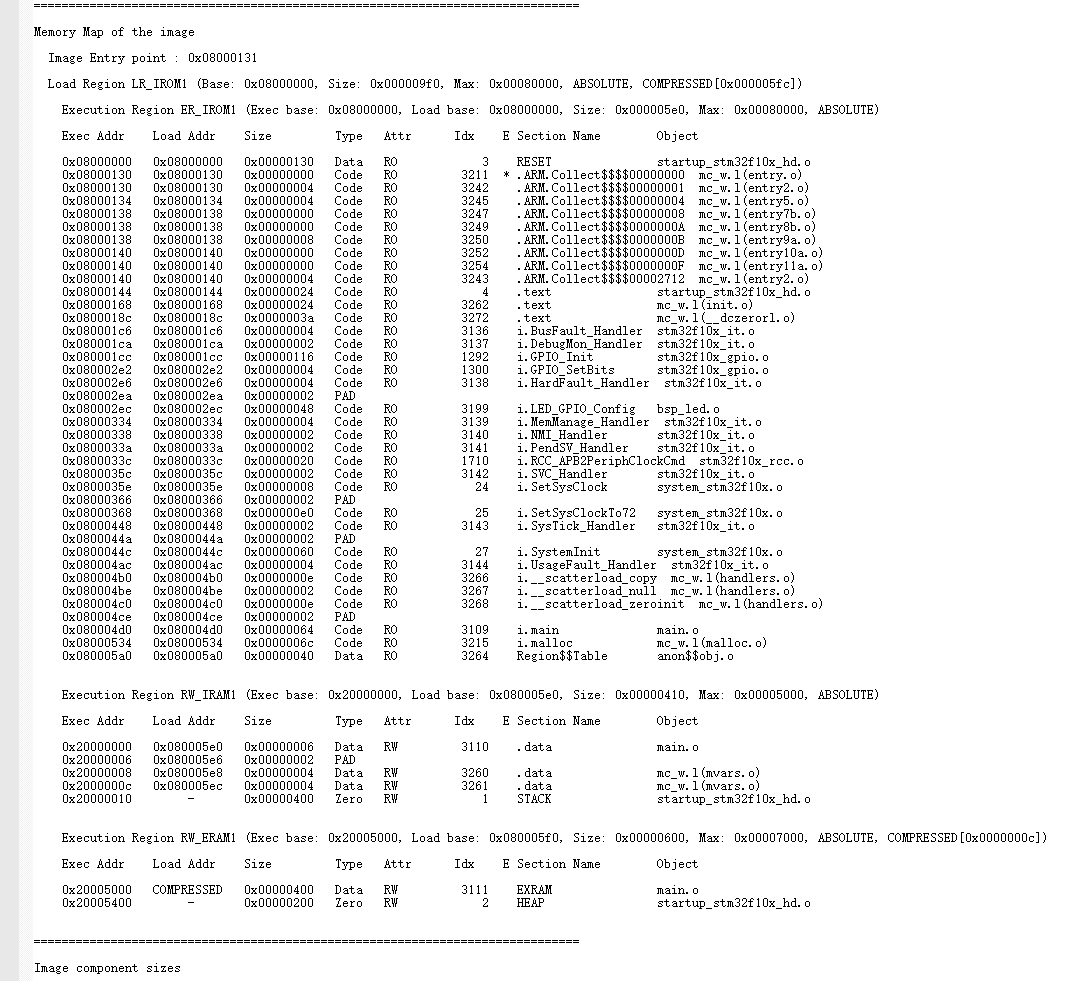 ==============================================================================
Memory Map of the image
Image Entry point : 0x08000131
Load Region LR_IROM1 (Base: 0x08000000, Size: 0x000009f0, Max: 0x00080000, ABSOLUTE, COMPRESSED[0x000005fc])
Execution Region ER_IROM1 (Exec base: 0x08000000, Load base: 0x08000000, Size: 0x000005e0, Max: 0x00080000, ABSOLUTE)
Exec Addr Load Addr Size Type Attr Idx E Section Name Object
0x08000000 0x08000000 0x00000130 Data RO 3 RESET startup_stm32f10x_hd.o
0x08000130 0x08000130 0x00000000 Code RO 3211 * .ARM.Collect$$$$00000000 mc_w.l(entry.o)
0x08000130 0x08000130 0x00000004 Code RO 3242 .ARM.Collect$$$$00000001 mc_w.l(entry2.o)
0x08000134 0x08000134 0x00000004 Code RO 3245 .ARM.Collect$$$$00000004 mc_w.l(entry5.o)
0x08000138 0x08000138 0x00000000 Code RO 3247 .ARM.Collect$$$$00000008 mc_w.l(entry7b.o)
0x08000138 0x08000138 0x00000000 Code RO 3249 .ARM.Collect$$$$0000000A mc_w.l(entry8b.o)
0x08000138 0x08000138 0x00000008 Code RO 3250 .ARM.Collect$$$$0000000B mc_w.l(entry9a.o)
0x08000140 0x08000140 0x00000000 Code RO 3252 .ARM.Collect$$$$0000000D mc_w.l(entry10a.o)
0x08000140 0x08000140 0x00000000 Code RO 3254 .ARM.Collect$$$$0000000F mc_w.l(entry11a.o)
0x08000140 0x08000140 0x00000004 Code RO 3243 .ARM.Collect$$$$00002712 mc_w.l(entry2.o)
0x08000144 0x08000144 0x00000024 Code RO 4 .text startup_stm32f10x_hd.o
0x08000168 0x08000168 0x00000024 Code RO 3262 .text mc_w.l(init.o)
0x0800018c 0x0800018c 0x0000003a Code RO 3272 .text mc_w.l(__dczerorl.o)
0x080001c6 0x080001c6 0x00000004 Code RO 3136 i.BusFault_Handler stm32f10x_it.o
0x080001ca 0x080001ca 0x00000002 Code RO 3137 i.DebugMon_Handler stm32f10x_it.o
0x080001cc 0x080001cc 0x00000116 Code RO 1292 i.GPIO_Init stm32f10x_gpio.o
0x080002e2 0x080002e2 0x00000004 Code RO 1300 i.GPIO_SetBits stm32f10x_gpio.o
0x080002e6 0x080002e6 0x00000004 Code RO 3138 i.HardFault_Handler stm32f10x_it.o
0x080002ea 0x080002ea 0x00000002 PAD
0x080002ec 0x080002ec 0x00000048 Code RO 3199 i.LED_GPIO_Config bsp_led.o
0x08000334 0x08000334 0x00000004 Code RO 3139 i.MemManage_Handler stm32f10x_it.o
0x08000338 0x08000338 0x00000002 Code RO 3140 i.NMI_Handler stm32f10x_it.o
0x0800033a 0x0800033a 0x00000002 Code RO 3141 i.PendSV_Handler stm32f10x_it.o
0x0800033c 0x0800033c 0x00000020 Code RO 1710 i.RCC_APB2PeriphClockCmd stm32f10x_rcc.o
0x0800035c 0x0800035c 0x00000002 Code RO 3142 i.SVC_Handler stm32f10x_it.o
0x0800035e 0x0800035e 0x00000008 Code RO 24 i.SetSysClock system_stm32f10x.o
0x08000366 0x08000366 0x00000002 PAD
0x08000368 0x08000368 0x000000e0 Code RO 25 i.SetSysClockTo72 system_stm32f10x.o
0x08000448 0x08000448 0x00000002 Code RO 3143 i.SysTick_Handler stm32f10x_it.o
0x0800044a 0x0800044a 0x00000002 PAD
0x0800044c 0x0800044c 0x00000060 Code RO 27 i.SystemInit system_stm32f10x.o
0x080004ac 0x080004ac 0x00000004 Code RO 3144 i.UsageFault_Handler stm32f10x_it.o
0x080004b0 0x080004b0 0x0000000e Code RO 3266 i.__scatterload_copy mc_w.l(handlers.o)
0x080004be 0x080004be 0x00000002 Code RO 3267 i.__scatterload_null mc_w.l(handlers.o)
0x080004c0 0x080004c0 0x0000000e Code RO 3268 i.__scatterload_zeroinit mc_w.l(handlers.o)
0x080004ce 0x080004ce 0x00000002 PAD
0x080004d0 0x080004d0 0x00000064 Code RO 3109 i.main main.o
0x08000534 0x08000534 0x0000006c Code RO 3215 i.malloc mc_w.l(malloc.o)
0x080005a0 0x080005a0 0x00000040 Data RO 3264 Region$$Table anon$$obj.o
Execution Region RW_IRAM1 (Exec base: 0x20000000, Load base: 0x080005e0, Size: 0x00000410, Max: 0x00005000, ABSOLUTE)
Exec Addr Load Addr Size Type Attr Idx E Section Name Object
0x20000000 0x080005e0 0x00000006 Data RW 3110 .data main.o
0x20000006 0x080005e6 0x00000002 PAD
0x20000008 0x080005e8 0x00000004 Data RW 3260 .data mc_w.l(mvars.o)
0x2000000c 0x080005ec 0x00000004 Data RW 3261 .data mc_w.l(mvars.o)
0x20000010 - 0x00000400 Zero RW 1 STACK startup_stm32f10x_hd.o
Execution Region RW_ERAM1 (Exec base: 0x20005000, Load base: 0x080005f0, Size: 0x00000600, Max: 0x00007000, ABSOLUTE, COMPRESSED[0x0000000c])
Exec Addr Load Addr Size Type Attr Idx E Section Name Object
0x20005000 COMPRESSED 0x00000400 Data RW 3111 EXRAM main.o
0x20005400 - 0x00000200 Zero RW 2 HEAP startup_stm32f10x_hd.o
==============================================================================
Image component sizes